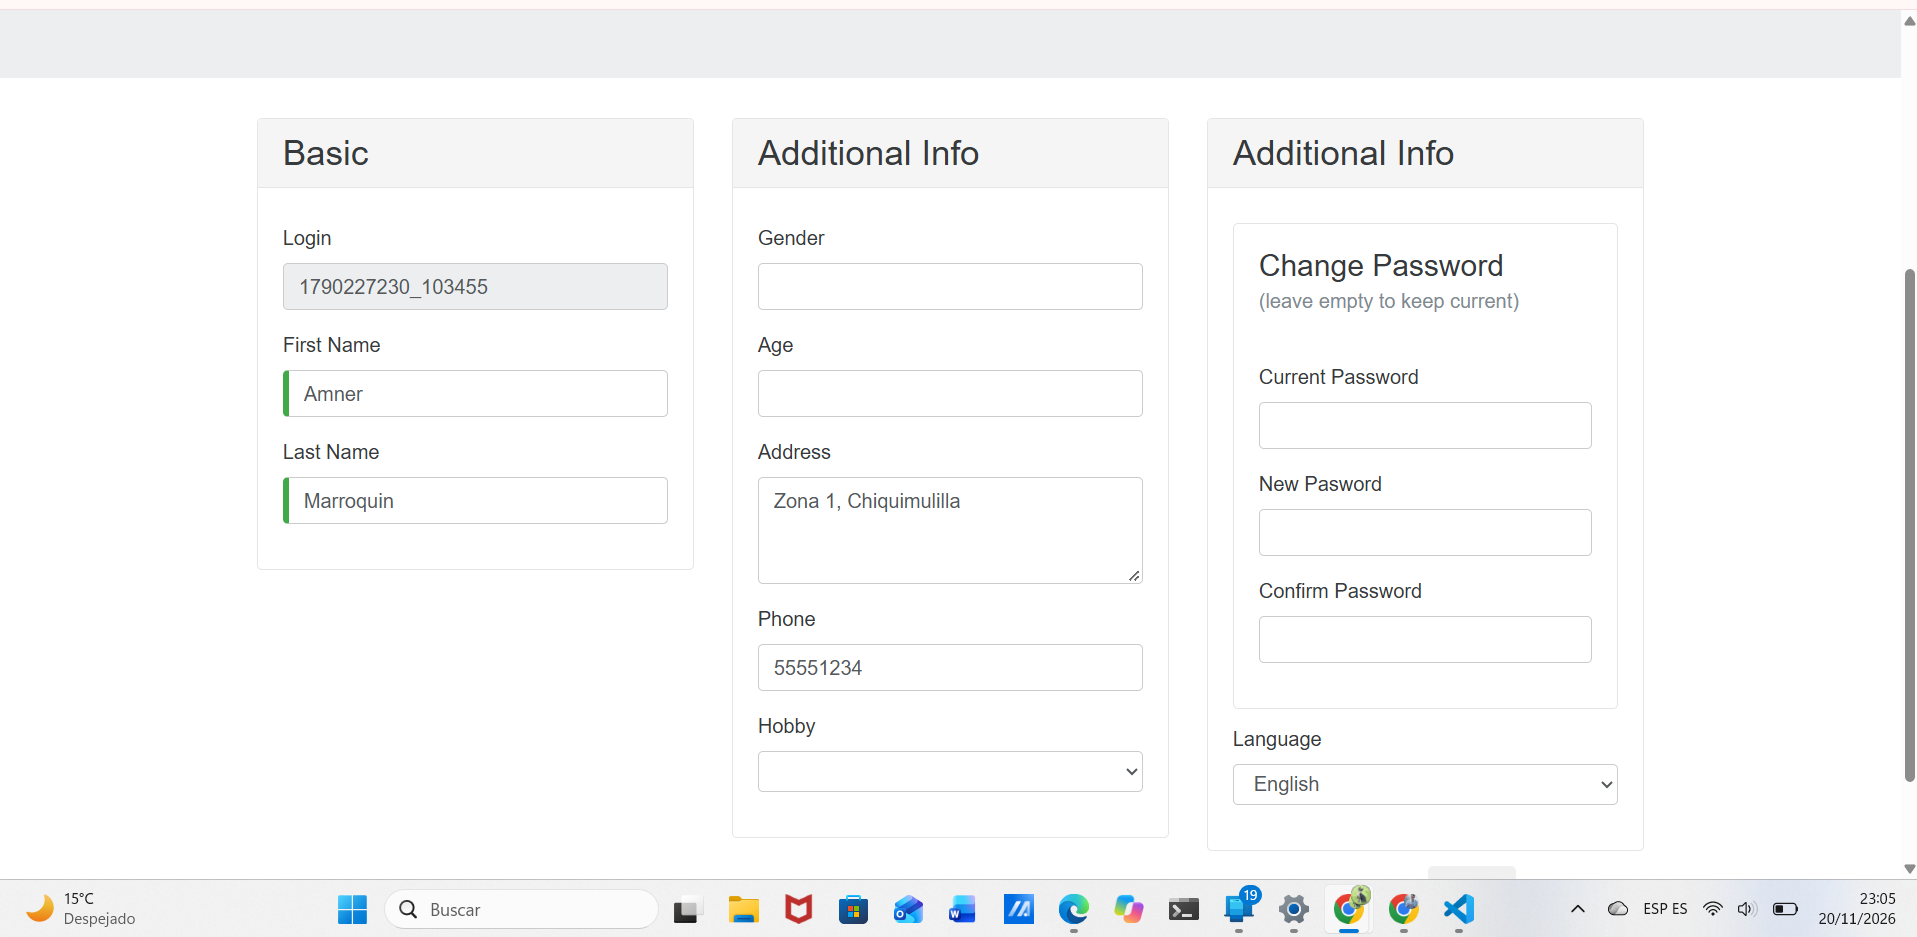 Basic
Login
1790227230_103455
First Name
Amner
Last Name
Marroquin
Additional Info
Gender
Age
Address
Zona 1, Chiquimulilla
Phone
55551234
Hobby
Additional Info
Change Password
(leave empty to keep current)
Current Password
New Pasword
Confirm Password
Language
English
15°C
Despejado
Buscar
19
ESP ES
23:05
20/11/2026